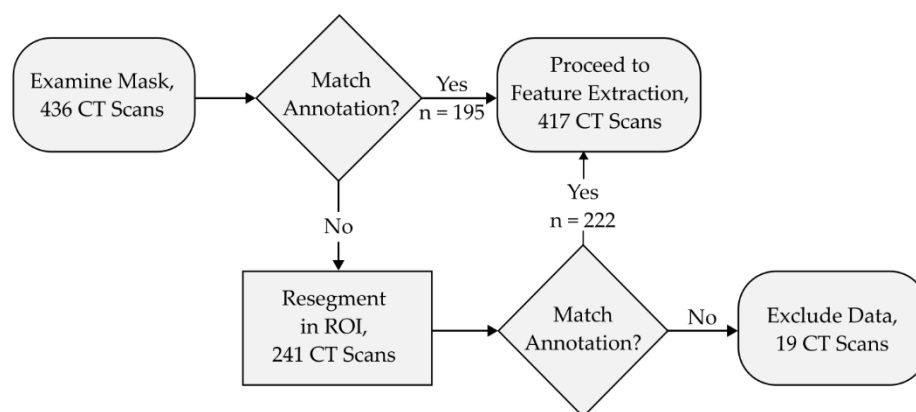 Examine Mask,
436 CT Scans
Match
Annotation?
Yes
n = 195
Proceed to
Feature Extraction,
417 CT Scans
No
Yes
n = 222
Resegment
in ROI,
241 CT Scans
Match
Annotation?
No
Exclude Data,
19 CT Scans